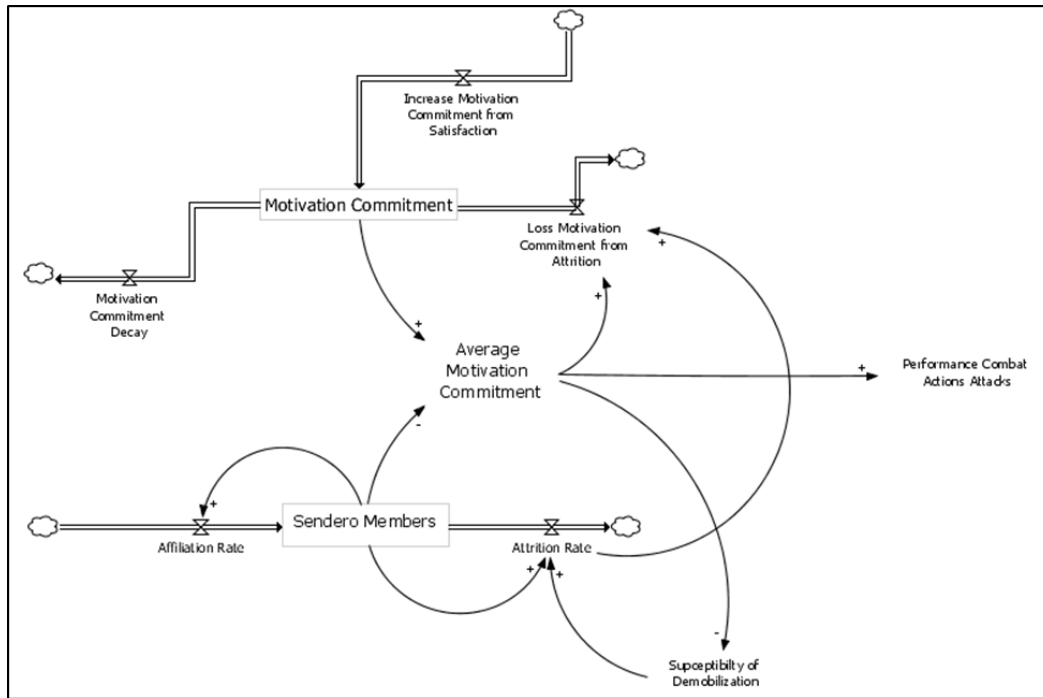 Increase Motivation
Commitment from
Satisfaction
Motivation Commitment
Loss Motivation
Commitment from
Attrition
+
+
Motivation
Commitment
Decay
+
Average
Motivation
Commitment
+
Performance Combat
Actions Attacks
-
+
Sendero Members
Affiliation Rate
Attrition Rate
+
+
-
Supceptibilty of
Demobilization